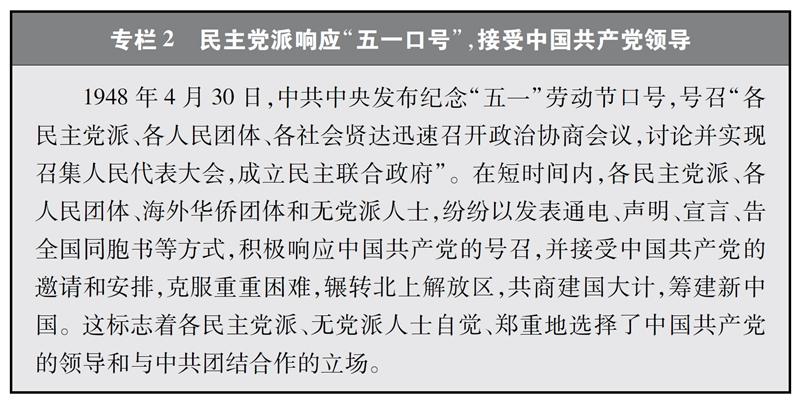 专栏2 民主党派响应“五一口号”,接受中国共产党领导
1948年4月30日,中共中央发布纪念“五一”劳动节口号,号召“各
民主党派、各人民团体、各社会贤达迅速召开政治协商会议,讨论并实现
召集人民代表大会,成立民主联合政府”。在短时间内,各民主党派、各
人民团体、海外华侨团体和无党派人士,纷纷以发表通电、声明、宣言、告
全国同胞书等方式,积极响应中国共产党的号召,并接受中国共产党的
邀请和安排,克服重重困难,辗转北上解放区,共商建国大计,筹建新中
国。这标志着各民主党派、无党派人士自觉、郑重地选择了中国共产党
的领导和与中共团结合作的立场。